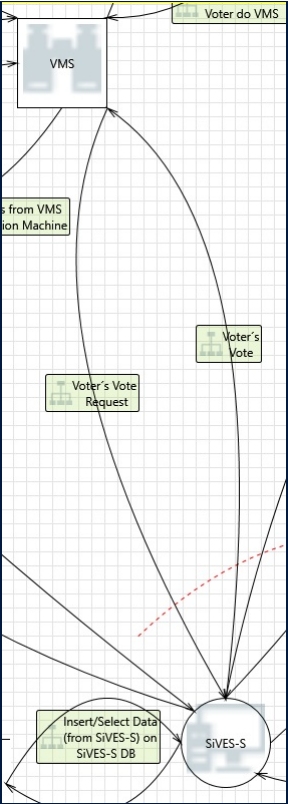 Voter do VMS
VMS
s from VMS
ion Machine
Voter´s
Vote
Voter´s Vote
Request
Insert/Select Data
(from SiVES-S) on
SiVES-S DB
SiVES-S